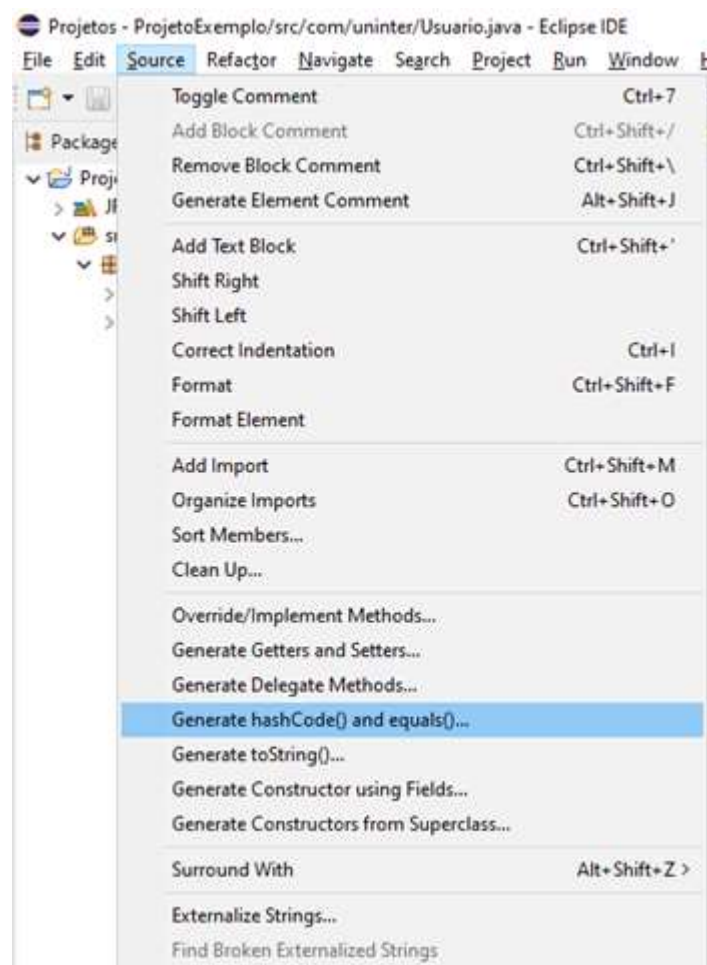 Projetos - ProjetoExemplo/src/com/uninter/Usuario.java - Eclipse IDE
File Edit Source Refactor Navigate Search Project Run Window
Package
Toggle Comment Ctrl+7
Add Block Comment Ctrl+Shift+/
Remove Block Comment Ctrl+Shift+\
Generate Element Comment Alt+Shift+J
Add Text Block Ctrl+Shift+'
Shift Right
Shift Left
Correct Indentation Ctrl+I
Format Ctrl+Shift+F
Format Element
Add Import Ctrl+Shift+M
Organize Imports Ctrl+Shift+O
Sort Members...
Clean Up...
Override/Implement Methods...
Generate Getters and Setters...
Generate Delegate Methods...
Generate hashCode() and equals()...
Generate toString()...
Generate Constructor using Fields...
Generate Constructors from Superclass...
Surround With Alt+Shift+Z >
Externalize Strings...
Find Broken Externalized Strings